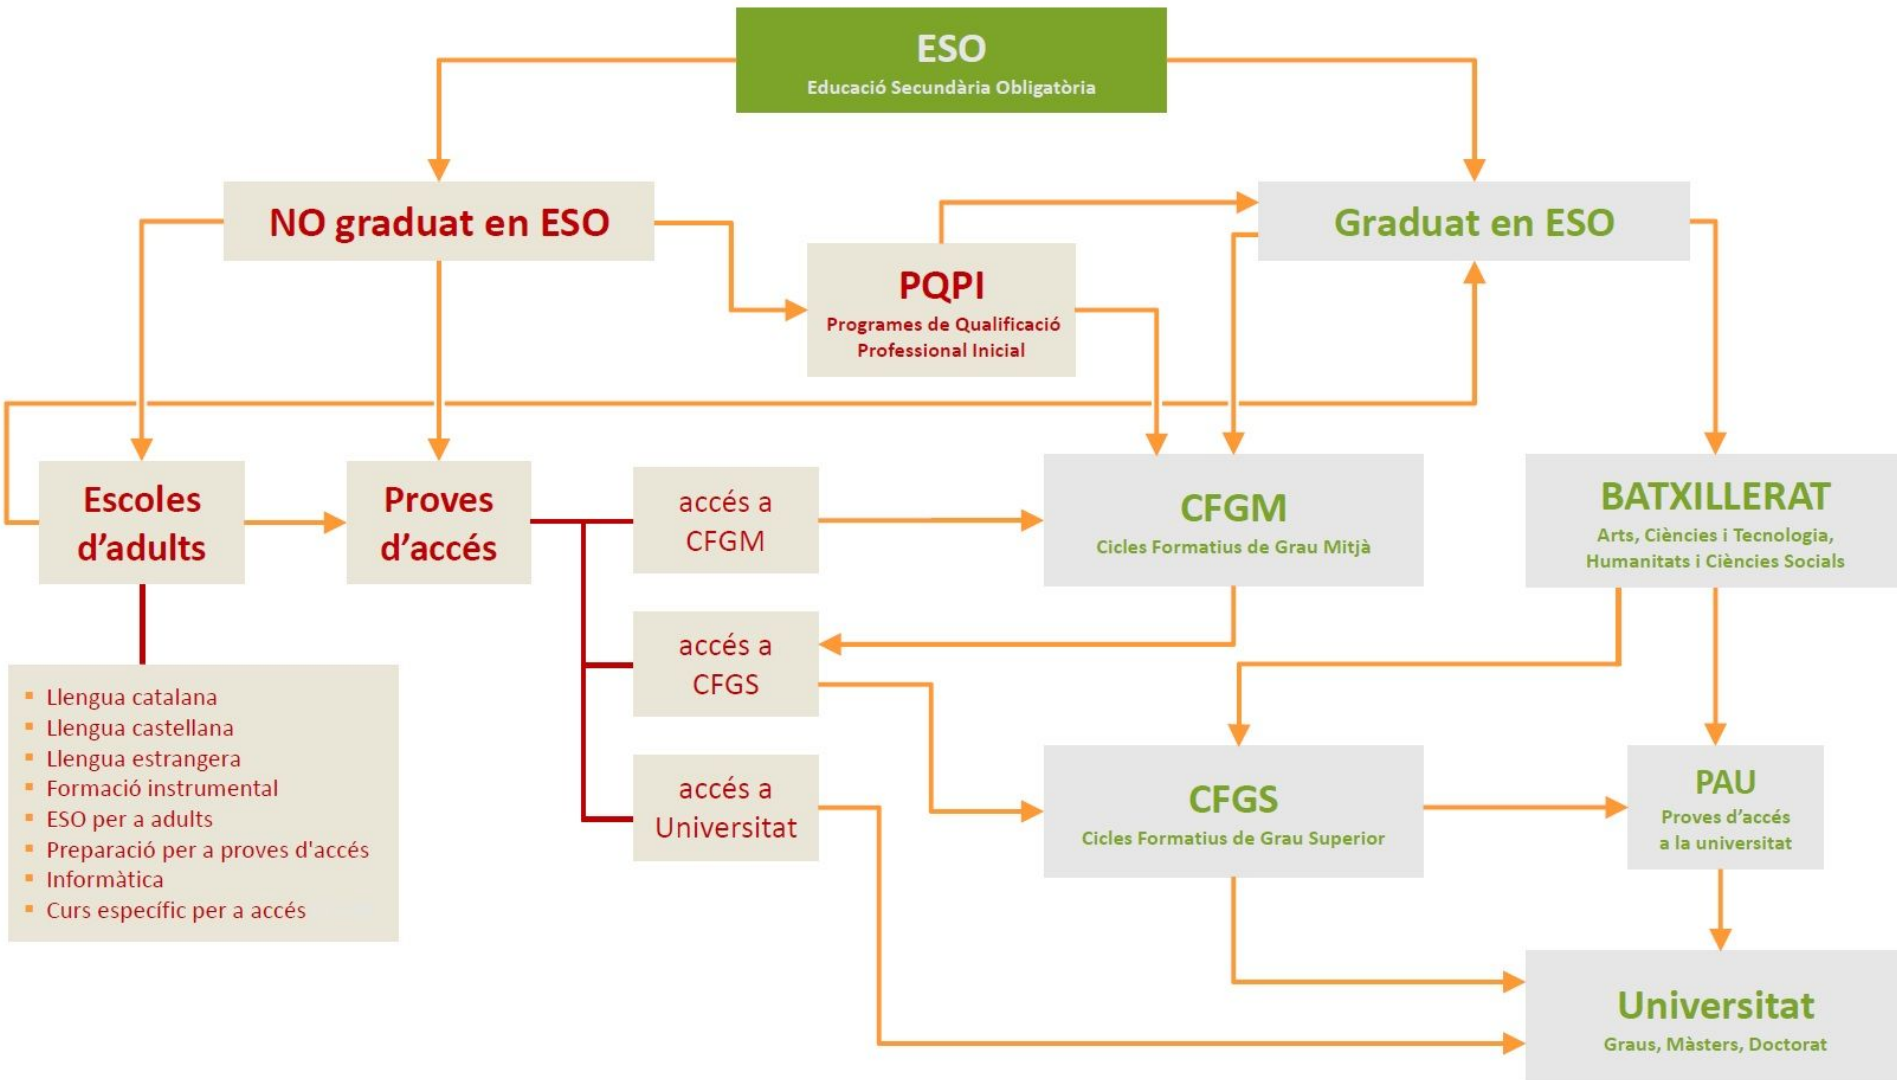 ESO
Educació Secundària Obligatòria
NO graduat en ESO
Graduat en ESO
PQPI
Programes de Qualificació
Professional Inicial
Escoles
d’adults
Proves
d’accés
accés a
CFGM
CFGM
Cicles Formatius de Grau Mitjà
BATXILLERAT
Arts, Ciències i Tecnologia,
Humanitats i Ciències Socials
accés a
CFGS
Llengua catalana
Llengua castellana
Llengua estrangera
Formació instrumental
ESO per a adults
Preparació per a proves d'accés
Informàtica
Curs específic per a accés
accés a
Universitat
CFGS
Cicles Formatius de Grau Superior
PAU
Proves d’accés
a la universitat
Universitat
Graus, Màsters, Doctorat